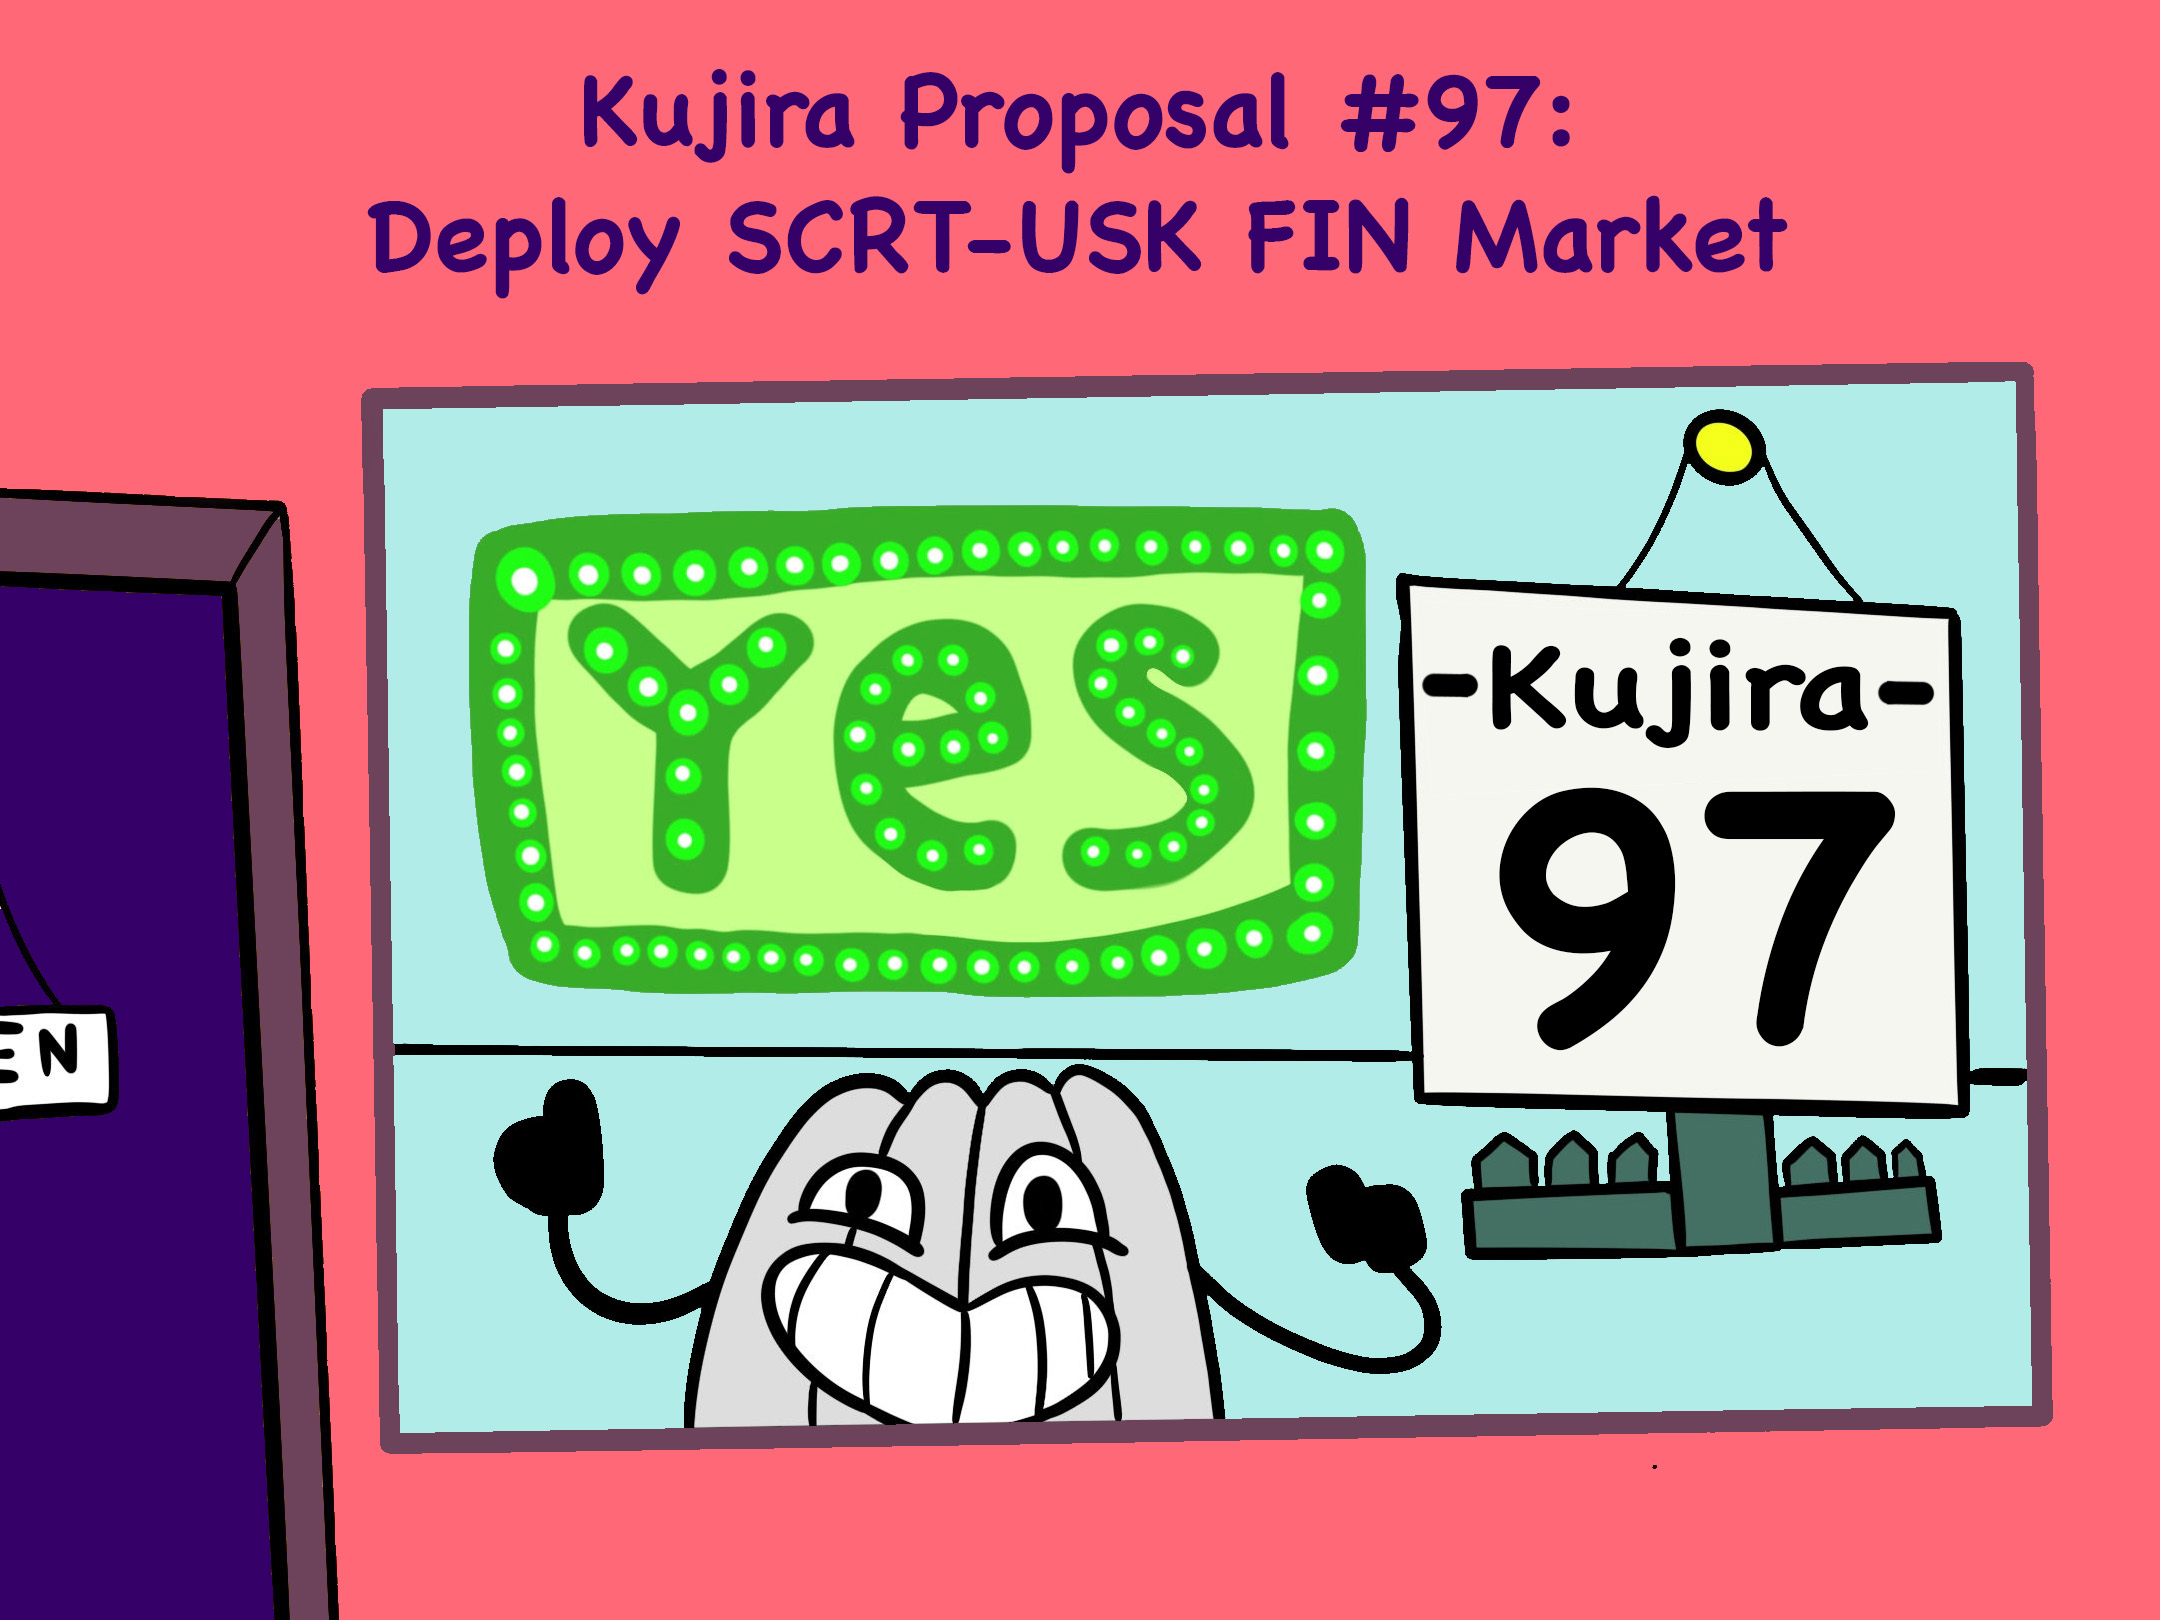 Kujira Proposal #97:
Deploy SCRT-USK FIN Market
Yes
-Kujira-
97
EN